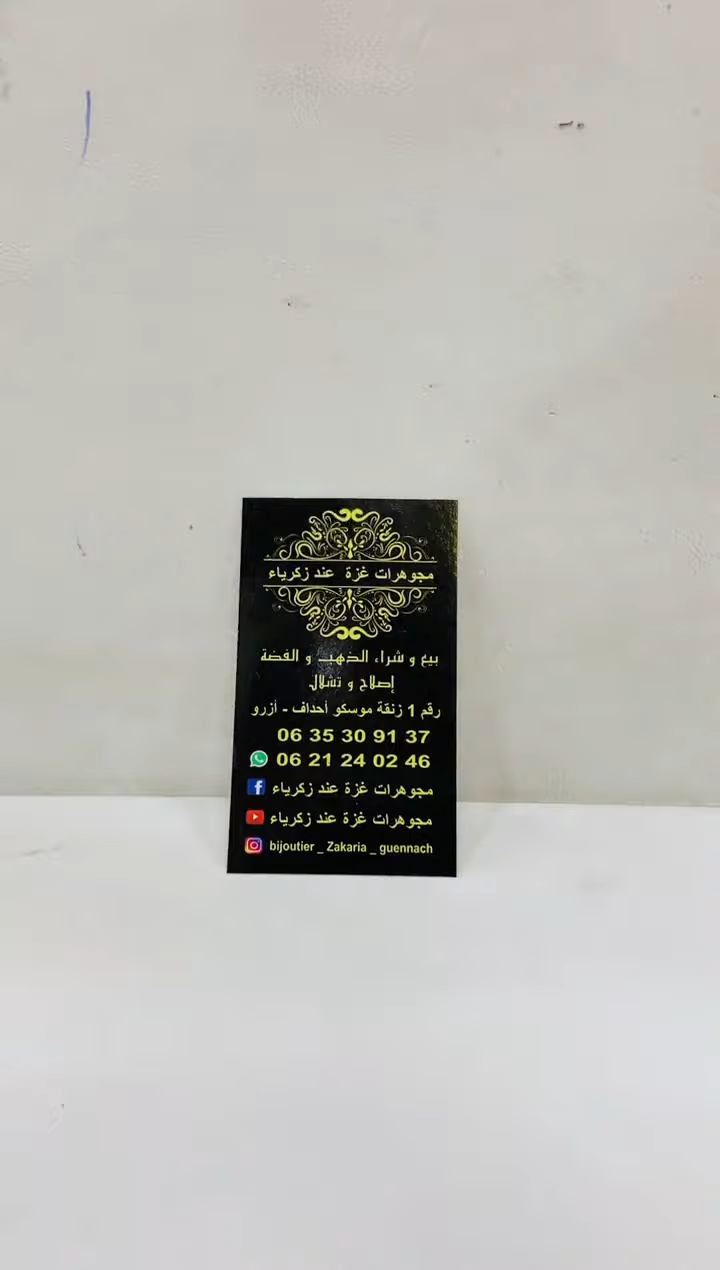 مجوهرات غزة عند زكرياء
بيع و شراء الذهب و الفضة
إصلاح و تشلال
رقم 1 زنقة موسكو أحداف - أزرو
06 35 30 91 37
06 21 24 02 46
مجوهرات غزة عند زكرياء
مجوهرات غزة عند زكرياء
bijoutier _ Zakaria _ guennach